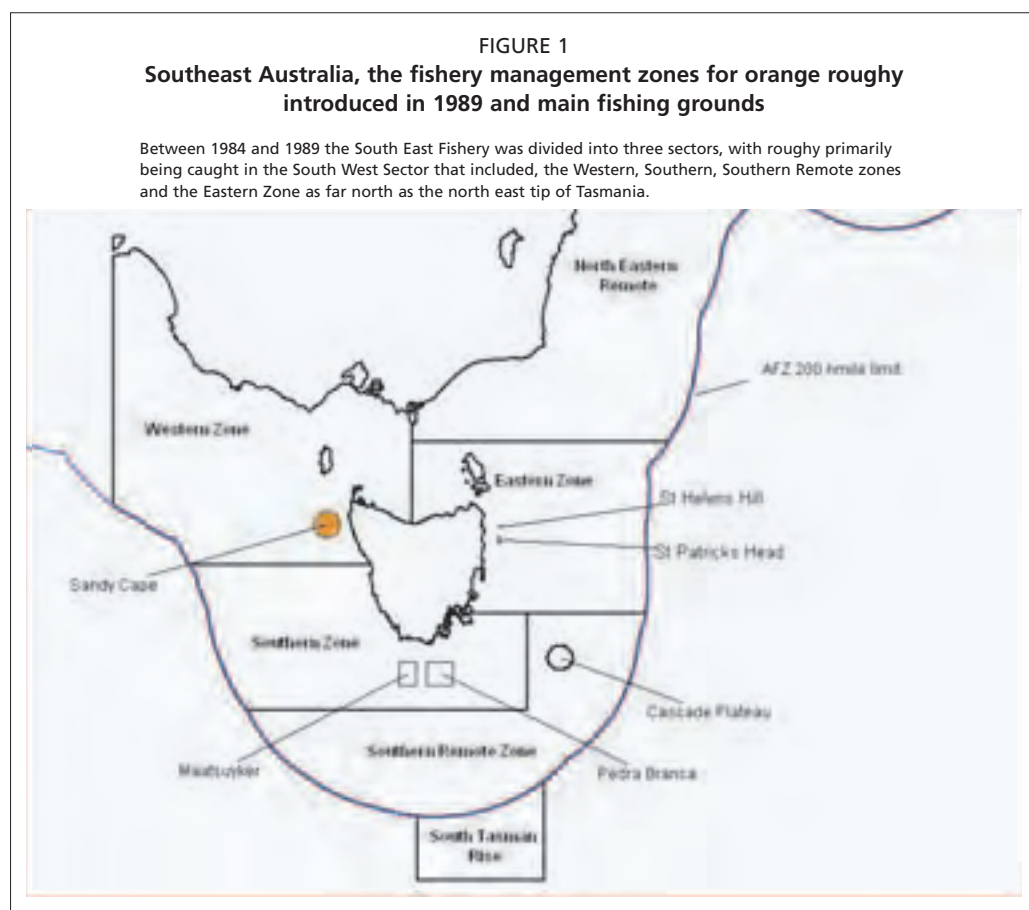 FIGURE 1
Southeast Australia, the fishery management zones for orange roughy
introduced in 1989 and main fishing grounds
Between 1984 and 1989 the South East Fishery was divided into three sectors, with roughy primarily
being caught in the South West Sector that included, the Western, Southern, Southern Remote zones
and the Eastern Zone as far north as the north east tip of Tasmania.
North Eastern
Remote
AFZ 200 nmile limit
Western Zone
Eastern Zone
St Helens Hill
St Patricks Head
Sandy Cape
Southern Zone
Cascade Plateau
Southern Remote Zone
Maatsuyker
Pedra Branca
South Tasman
Rise